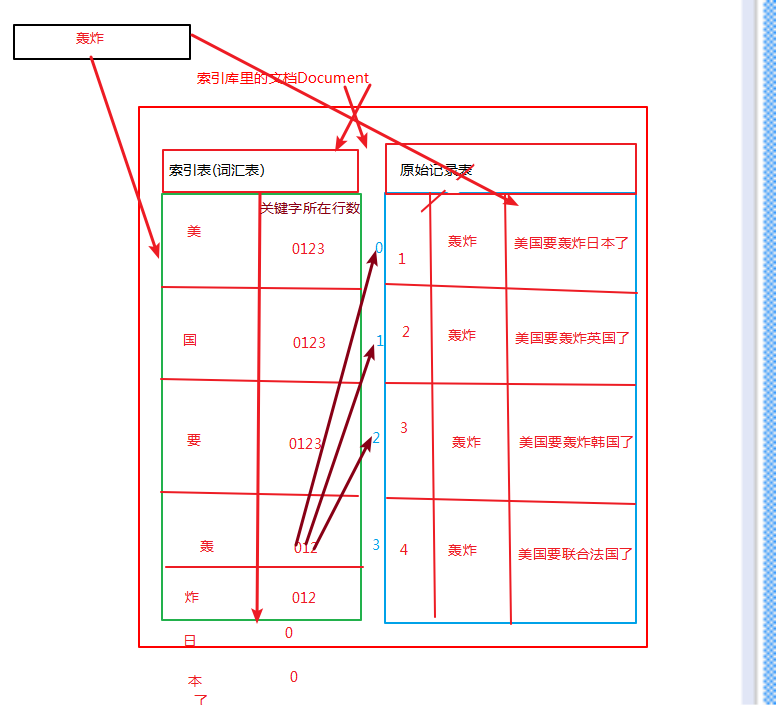 轰炸
索引库里的文档Document
索引表(词汇表)
原始记录表
关键字所在行数
美
0123
0
1
轰炸
美国要轰炸日本了
国
0123
1
2
轰炸
美国要轰炸英国了
要
0123
2
3
轰炸
美国要轰炸韩国了
轰
012
3
4
轰炸
美国要联合法国了
炸
012
日
0
本
0
了